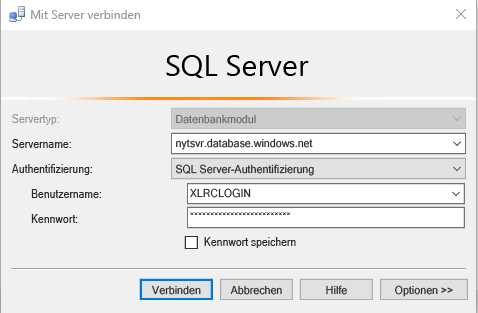 Mit Server verbinden
SQL Server
Servertyp: Datenbankmodul
Servername: nytsvr.database.windows.net
Authentifizierung: SQL Server-Authentifizierung
Benutzername: XLRCLOGIN
Kennwort: *************************
Kennwort speichern
Verbinden Abbrechen Hilfe Optionen >>